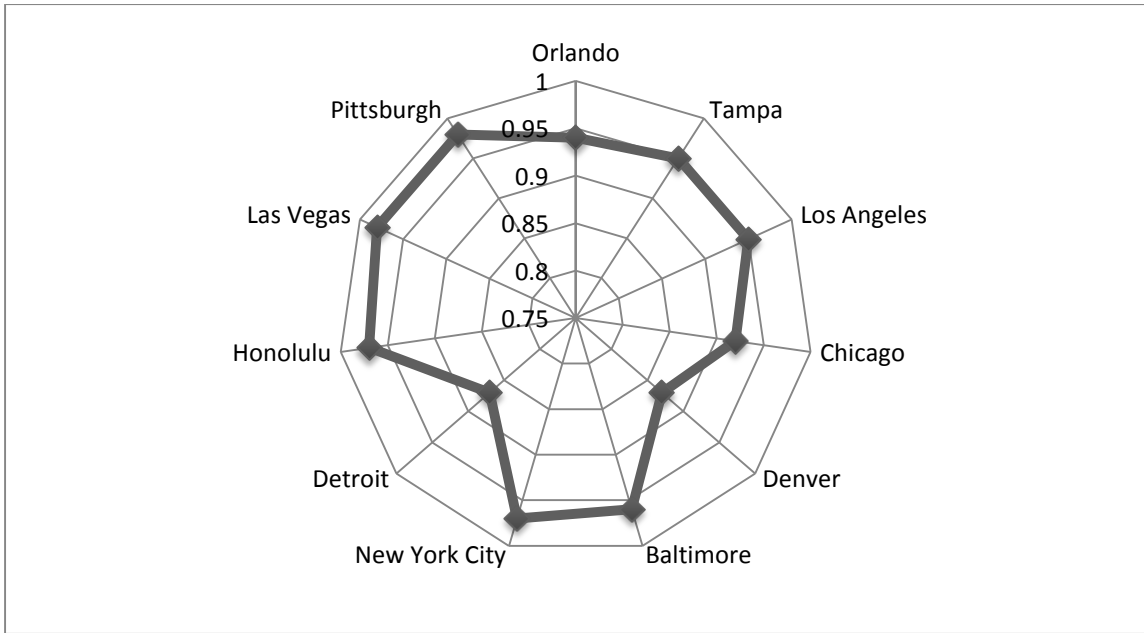 Orlando
1
Pittsburgh
0.95
Tampa
0.9
Las Vegas
Los Angeles
0.85
0.8
0.75
Honolulu
Chicago
Detroit
Denver
New York City
Baltimore